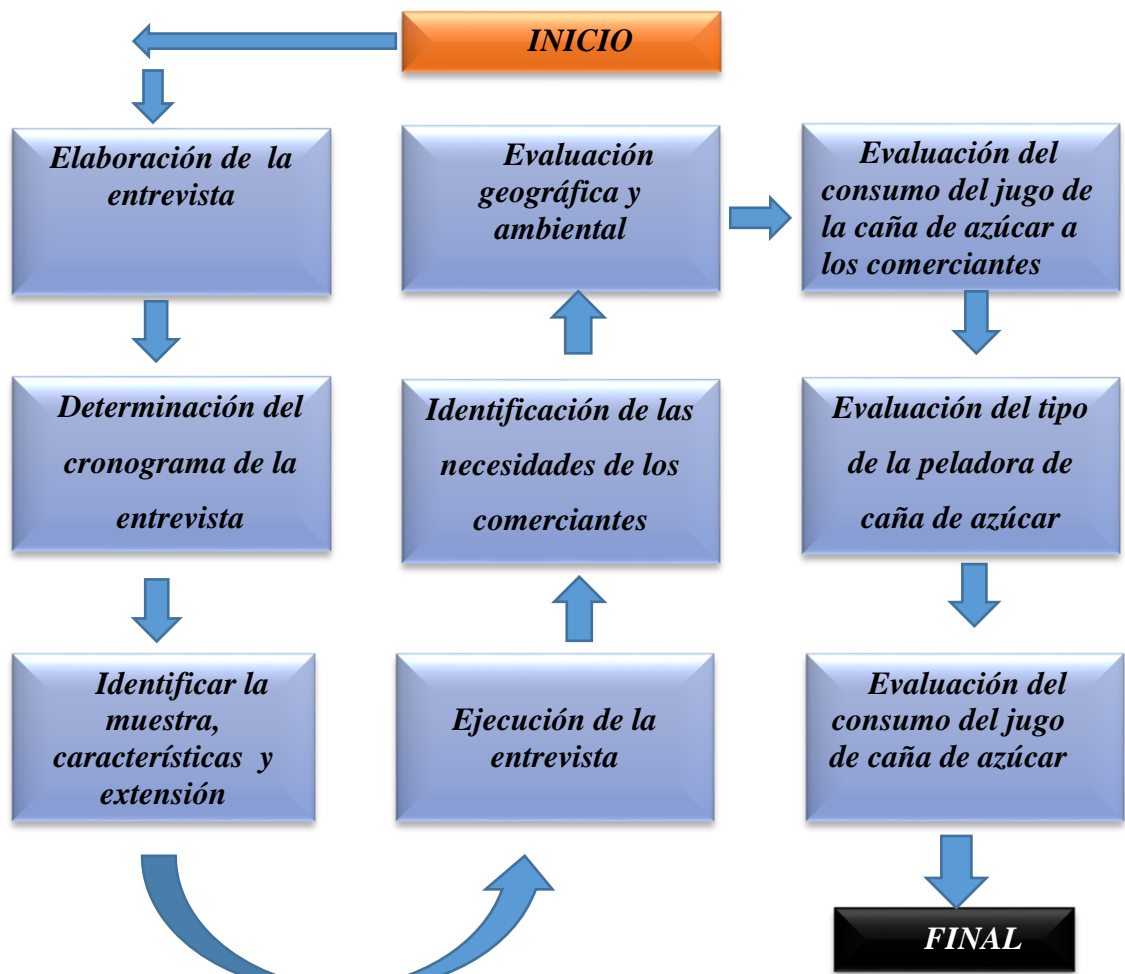 INICIO
Elaboración de la
entrevista
Determinación del
cronograma de la
entrevista
Identificar la
muestra,
característícas y
extensión
Ejecución de la
entrevista
Identificación de las
necesidades de los
comerciantes
Evaluación
geográfica y
ambiental
Evaluación del
consumo del jugo de
la caña de azúcar a
los comerciantes
Evaluación del tipo
de la peladora de
caña de azúcar
Evaluación del
consumo del jugo
de caña de azúcar
FINAL